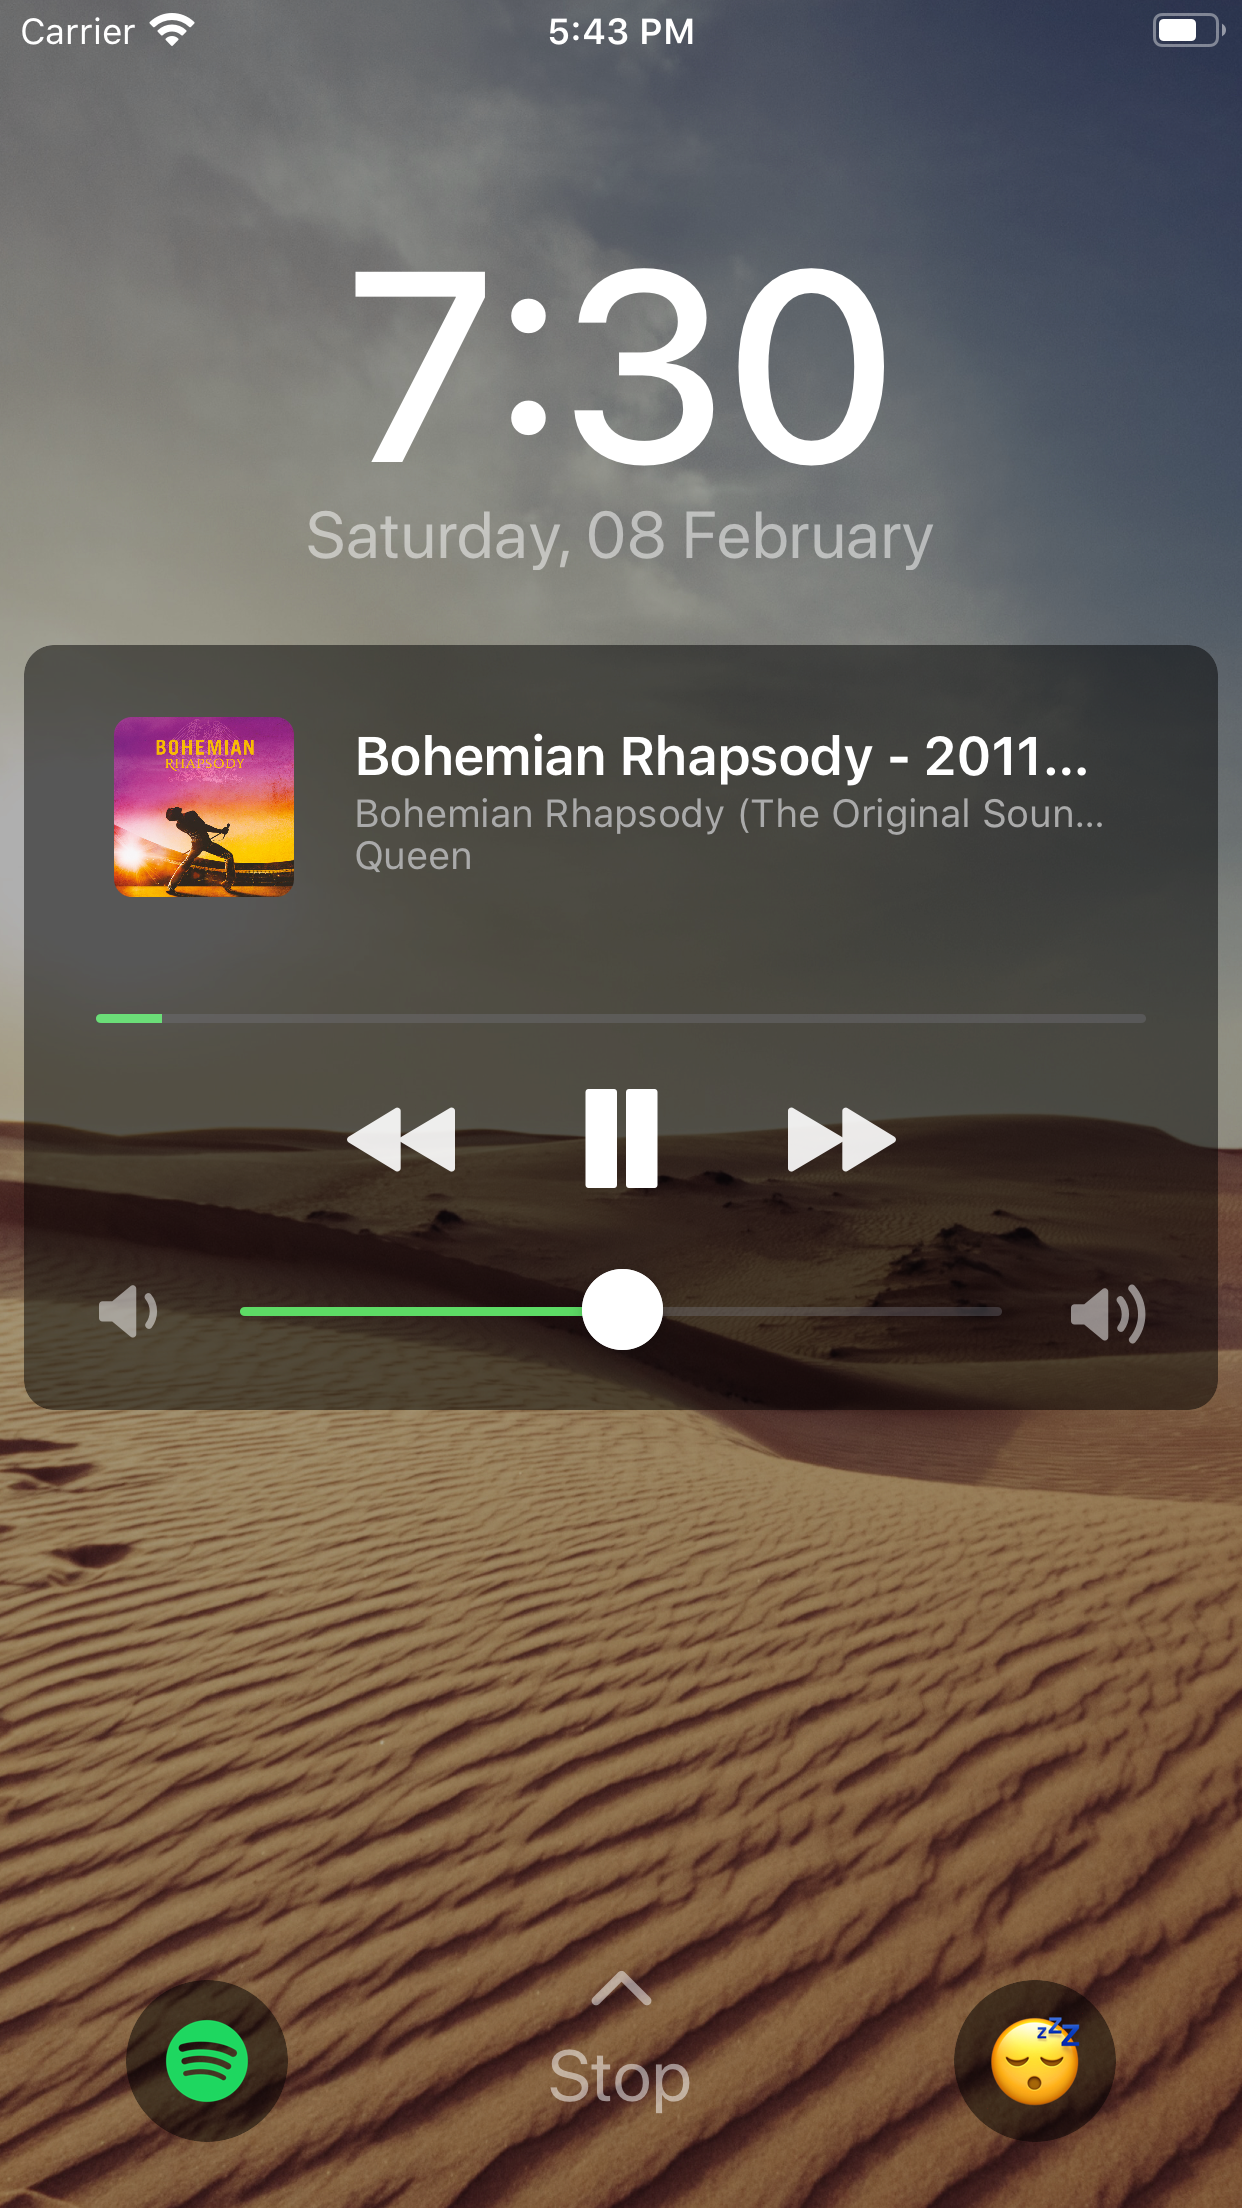 Carrier
5:43 PM
7:30
Saturday, 08 February
BOHEMIAN
RHAPSODY
Bohemian Rhapsody - 2011...
Bohemian Rhapsody (The Original Soun...
Queen
Stop
zzz